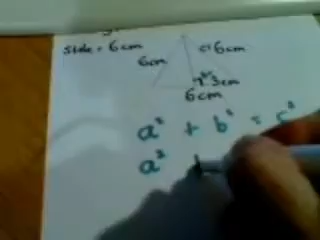 side = 6cm
c=6cm
6cm
3cm
6cm
a² + b² = c²
a²